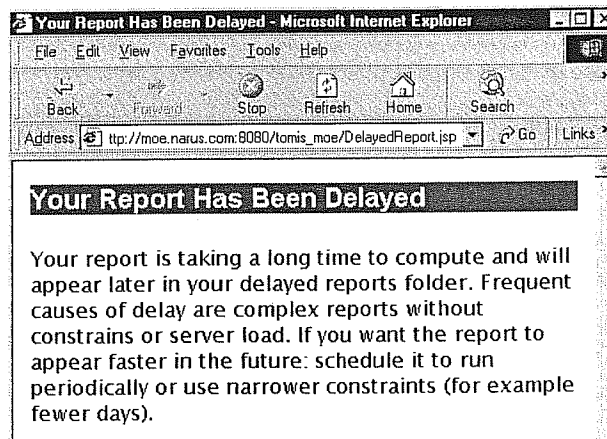 Your Report Has Been Delayed - Microsoft Internet Explorer
File Edit View Favorites Tools Help
Back Forward Stop Refresh Home Search
Address ttp://moe.narus.com:8080/tomis_moe/DelayedReport.jsp Go Links
Your Report Has Been Delayed
Your report is taking a long time to compute and will
appear later in your delayed reports folder. Frequent
causes of delay are complex reports without
constrains or server load. If you want the report to
appear faster in the future: schedule it to run
periodically or use narrower constraints (for example
fewer days).